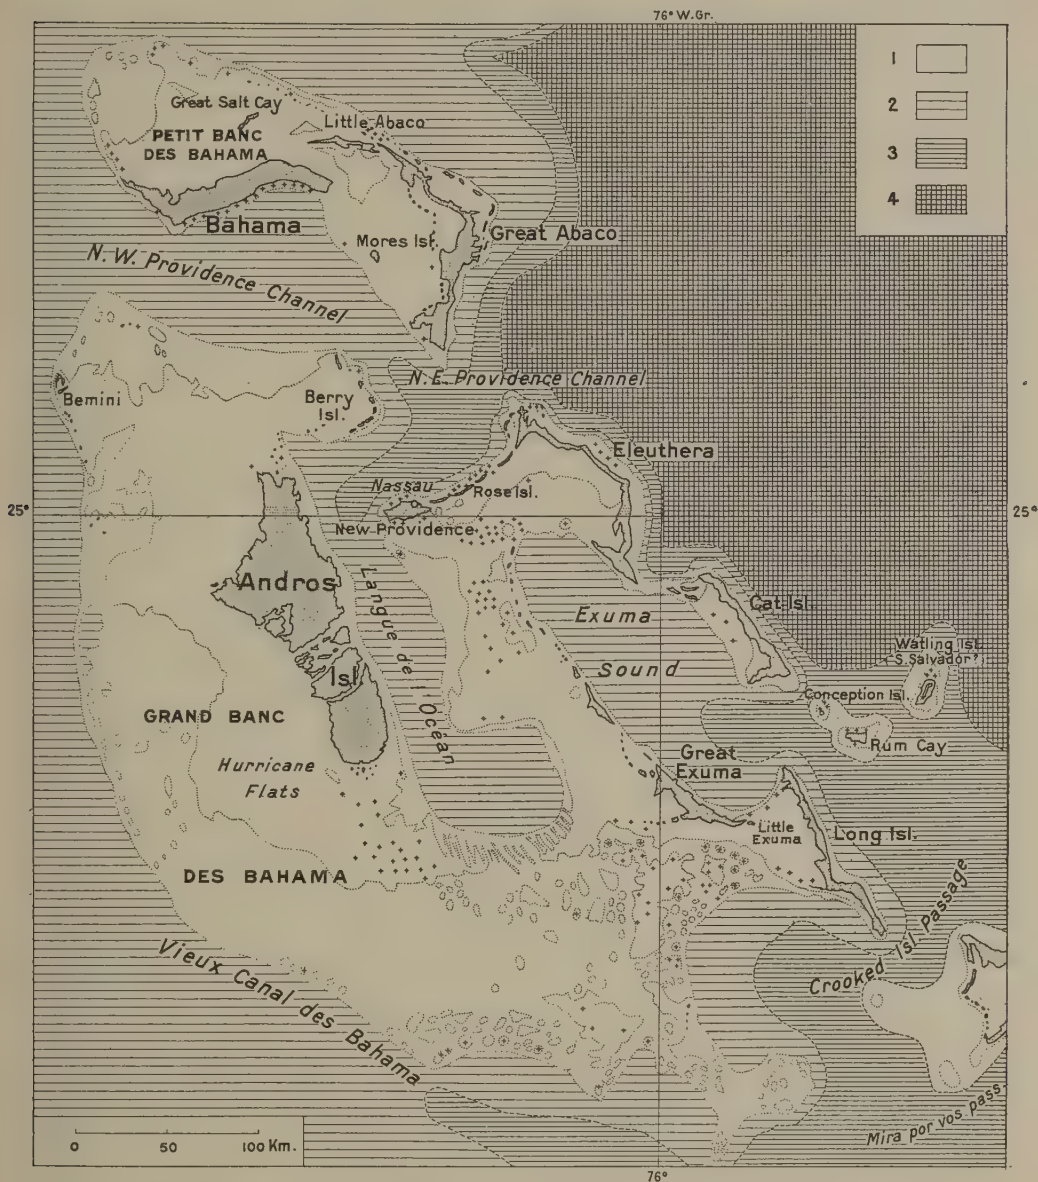 76° W. Gr.
1
2
3
4
Great Salt Cay
Little Abaco
PETIT BANC
DES BAHAMA
Bahama
Mores Isl.
Great Abaco
N. W. Providence Channel
N. E. Providence Channel
Bemini
Berry
Isl.
Eleuthera
Nassau
Rose Isl.
25°
25°
New Providence
Andros
Isl.
Langue de l'Océan
Exuma
Sound
Cat Isl.
Watling Isl.
(S. Salvador?)
Conception Isl.
Rum Cay
GRAND BANC
Hurricane
Flats
Great
Exuma
Little
Exuma
Long Isl.
DES BAHAMA
Crooked Isl. Passage
Vieux Canal des Bahama
Mira por vos pass.
0 50 100 Km.
76°